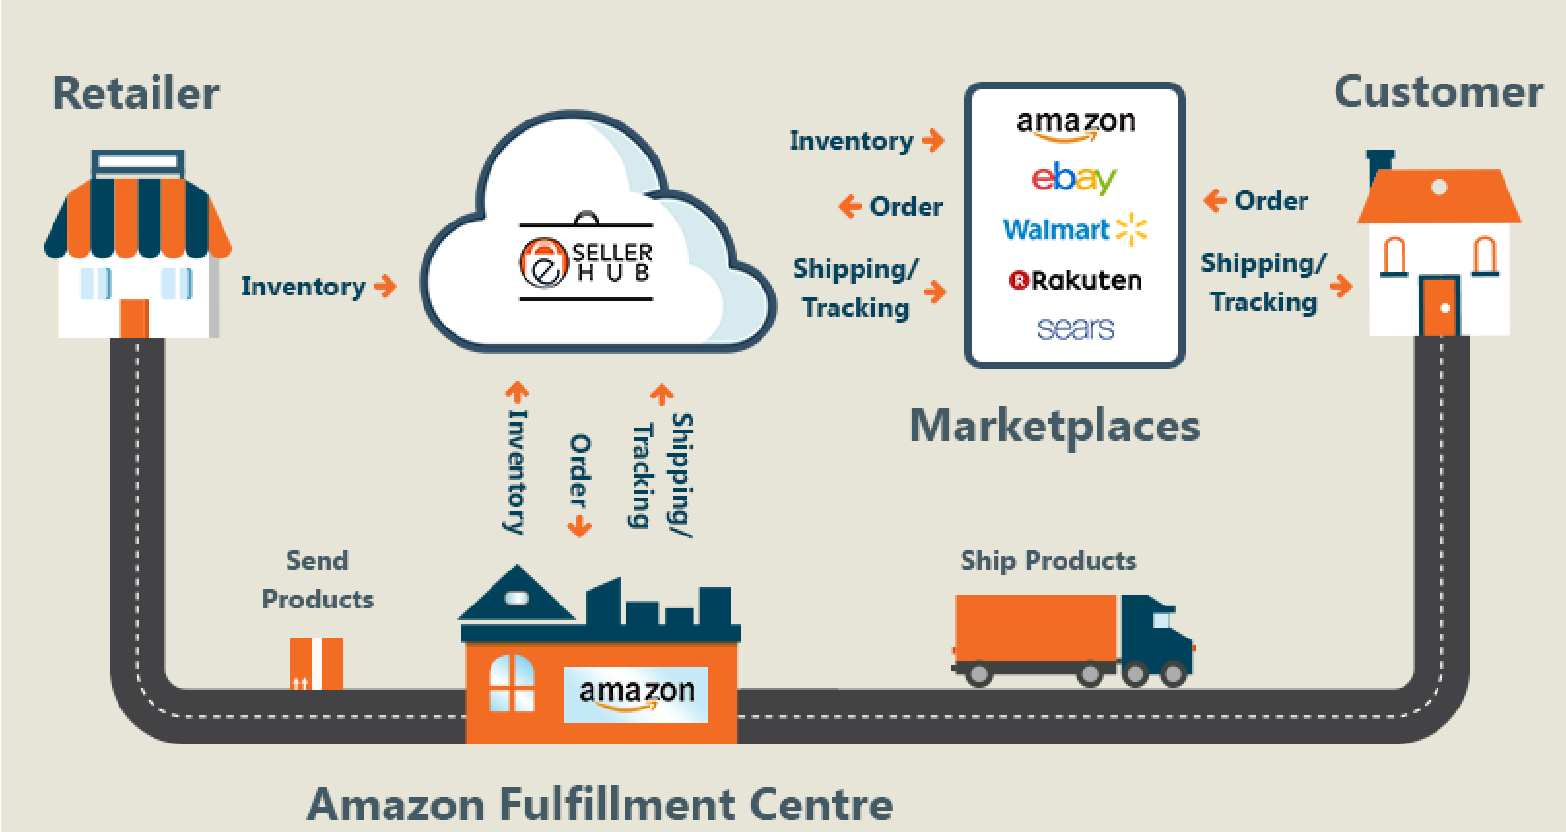 Retailer
Customer
Inventory
e SELLER
HUB
Inventory
Order
Shipping/
Tracking
amazon
ebay
Walmart
Rakuten
sears
Order
Shipping/
Tracking
Marketplaces
Inventory
Order
Shipping/
Tracking
Send
Products
Ship Products
amazon
Amazon Fulfillment Centre